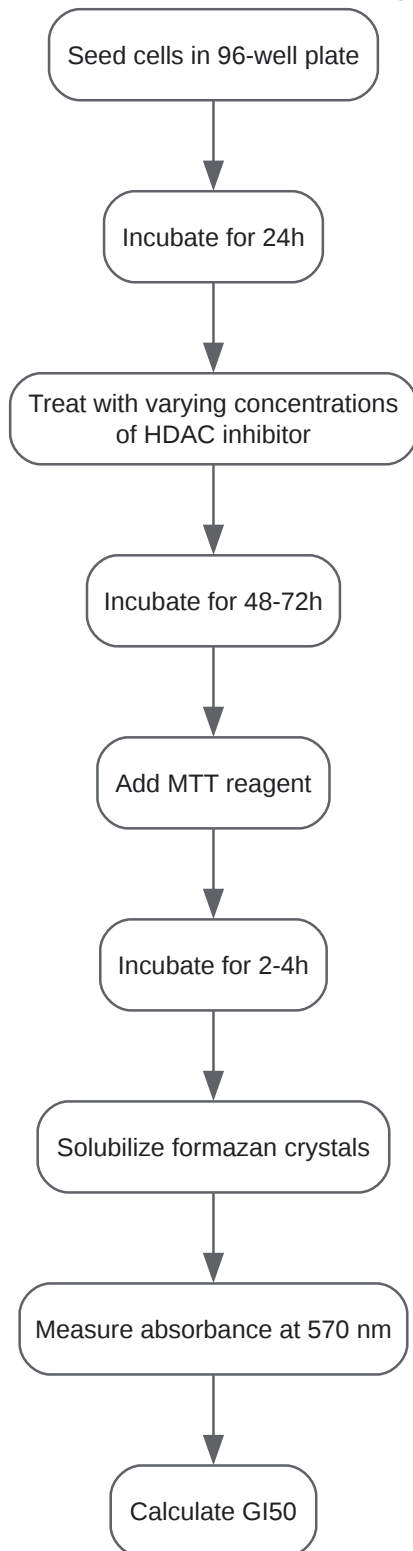 Seed cells in 96-well plate
Incubate for 24h
Treat with varying concentrations
of HDAC inhibitor
Incubate for 48-72h
Add MTT reagent
Incubate for 2-4h
Solubilize formazan crystals
Measure absorbance at 570 nm
Calculate GI50